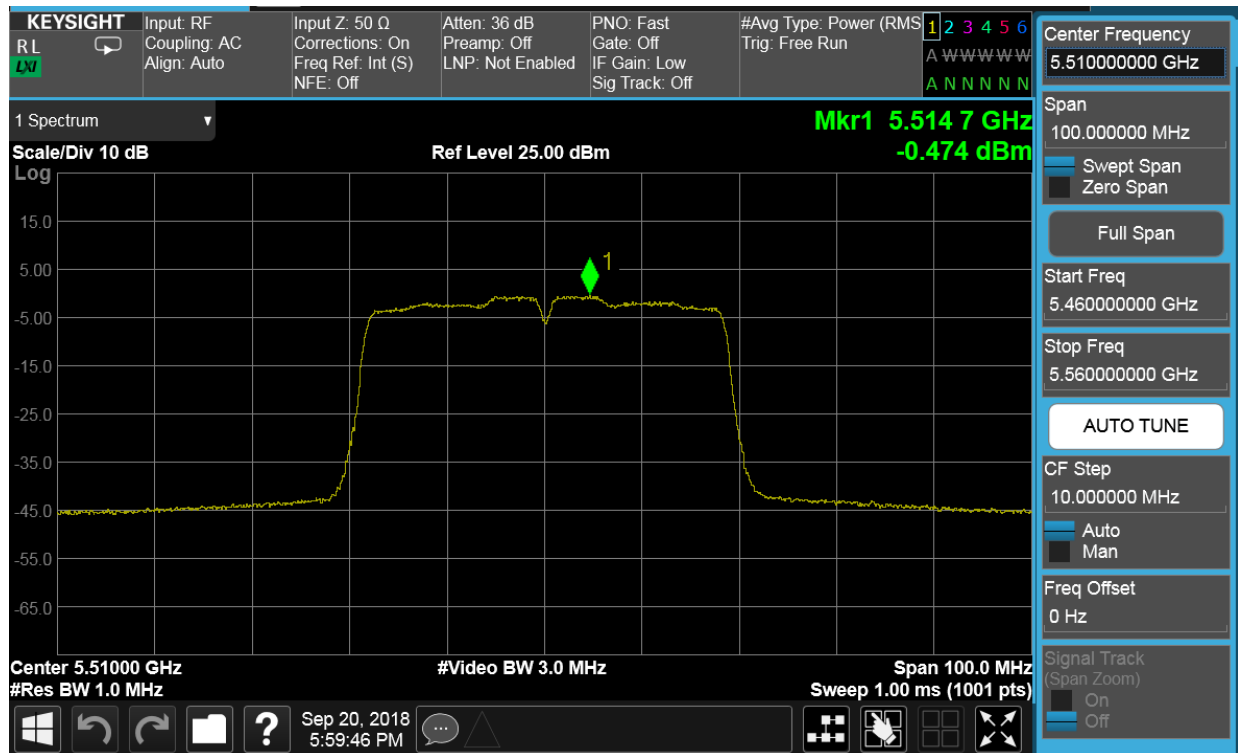 KEYSIGHT
R L
LXI
Input: RF
Coupling: AC
Align: Auto
Input Z: 50 Ω
Corrections: On
Freq Ref: Int (S)
NFE: Off
Atten: 36 dB
Preamp: Off
LNP: Not Enabled
PNO: Fast
Gate: Off
IF Gain: Low
Sig Track: Off
#Avg Type: Power (RMS
Trig: Free Run
1 2 3 4 5 6
A W W W W W
A N N N N N
1 Spectrum
Mkr1 5.514 7 GHz
Scale/Div 10 dB
Ref Level 25.00 dBm
-0.474 dBm
Log
15.0
5.00
-5.00
-15.0
-25.0
-35.0
-45.0
-55.0
-65.0
1
Center 5.51000 GHz
#Video BW 3.0 MHz
Span 100.0 MHz
#Res BW 1.0 MHz
Sweep 1.00 ms (1001 pts)
?
Sep 20, 2018
5:59:46 PM
Center Frequency
5.510000000 GHz
Span
100.000000 MHz
Swept Span
Zero Span
Full Span
Start Freq
5.460000000 GHz
Stop Freq
5.560000000 GHz
AUTO TUNE
CF Step
10.000000 MHz
Auto
Man
Freq Offset
0 Hz
Signal Track
(Span Zoom)
On
Off